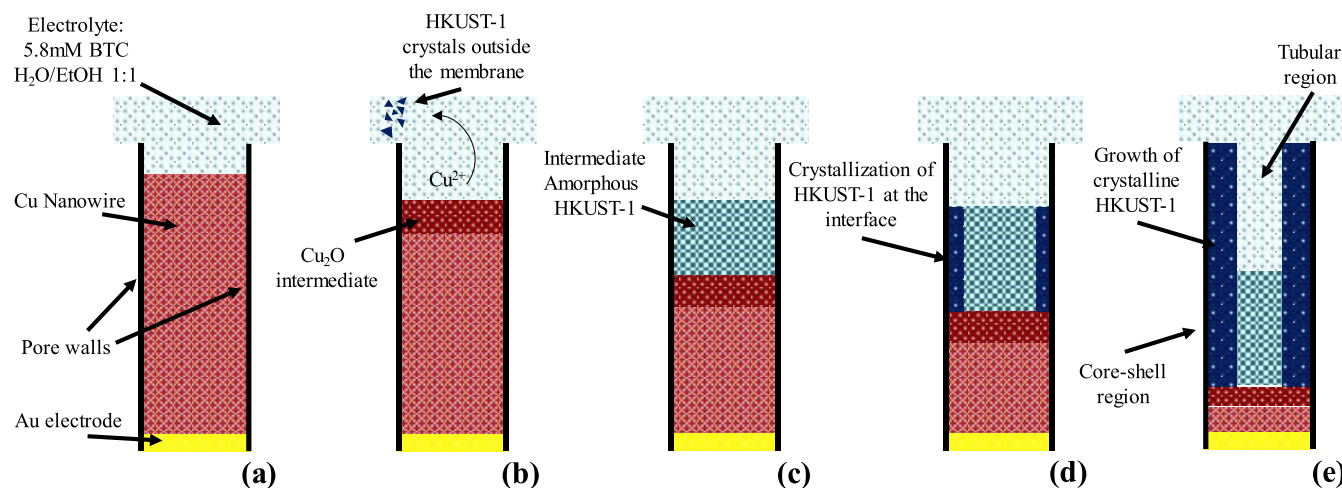 Electrolyte:
5.8mM BTC
H₂O/EtOH 1:1
Cu Nanowire
Pore walls
Au electrode
(a)
HKUST-1
crystals outside
the membrane
Cu²⁺
Cu₂O
intermediate
(b)
Intermediate
Amorphous
HKUST-1
(c)
Crystallization of
HKUST-1 at the
interface
(d)
Tubular
region
Growth of
crystalline
HKUST-1
Core-shell
region
(e)